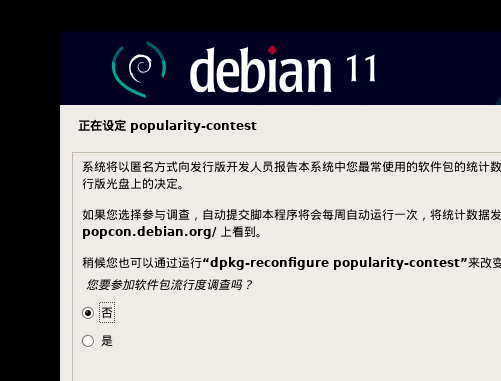 debian 11
正在设定 popularity-contest
系统将以匿名方式向发行版开发人员报告本系统中您最常使用的软件包的统计数
行版光盘上的决定。
如果您选择参与调查，自动提交脚本程序将会每周自动运行一次，将统计数据发
popcon.debian.org/ 上看到。
稍候您也可以通过运行“dpkg-reconfigure popularity-contest”来改变
您要参加软件包流行度调查吗？
否
是